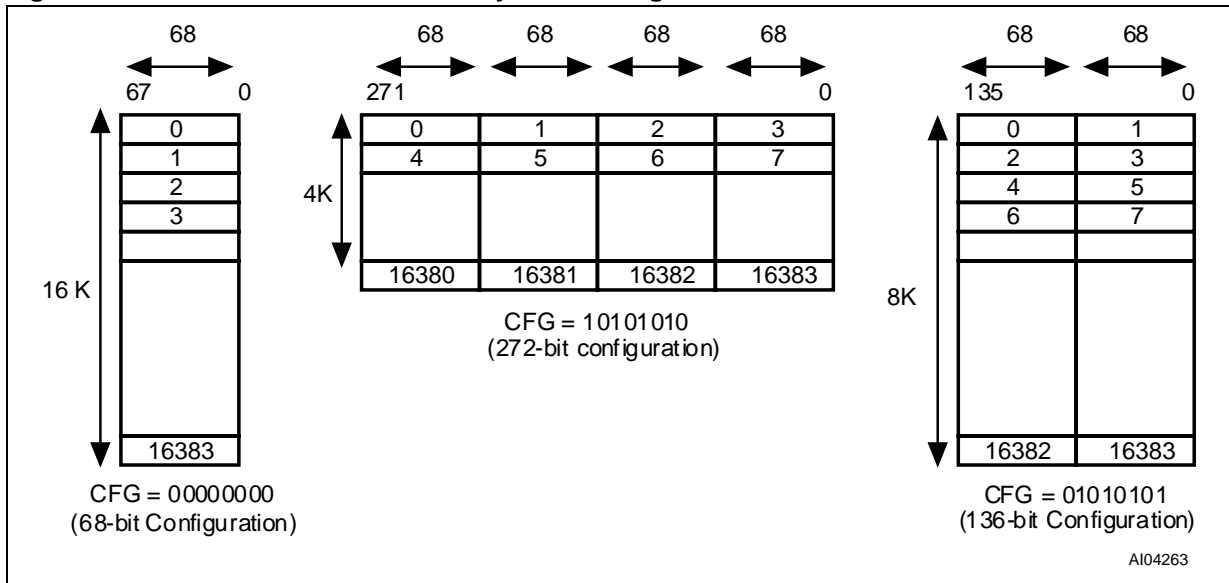 68
67 0
0
1
2
3
16 K
16383
CFG = 00000000
(68-bit Configuration)
68 68 68 68
271 0
0 1 2 3
4 5 6 7
4K
16380 16381 16382 16383
CFG = 10101010
(272-bit configuration)
68 68
135 0
0 1
2 3
4 5
6 7
8K
16382 16383
CFG = 01010101
(136-bit Configuration)
AI04263